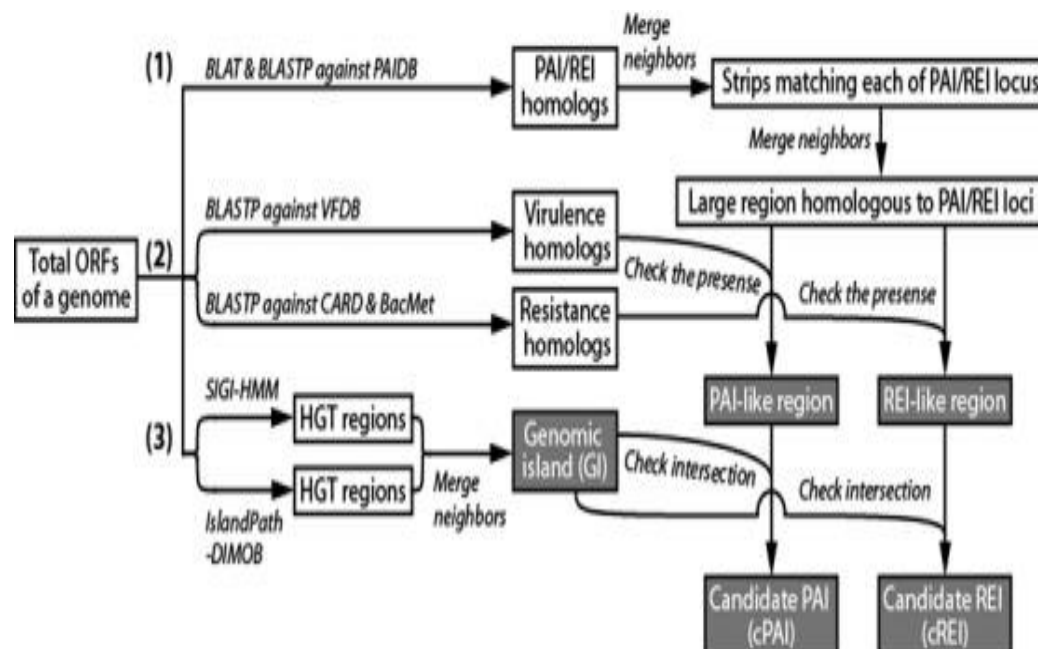 (1)
BLAT & BLASTP against PAIDB
PAI/REI
homologs
Merge
neighbors
Strips matching each of PAI/REI locus
Merge neighbors
Large region homologous to PAI/REI loci
Total ORFs
of a genome
(2)
BLASTP against VFDB
Virulence
homologs
Check the presense
BLASTP against CARD & BacMet
Resistance
homologs
Check the presense
PAI-like region
REI-like region
(3)
SIGI-HMM
HGT regions
HGT regions
IslandPath
-DIMOB
Merge
neighbors
Genomic
island (GI)
Check intersection
Check intersection
Candidate PAI
(cPAI)
Candidate REI
(cREI)